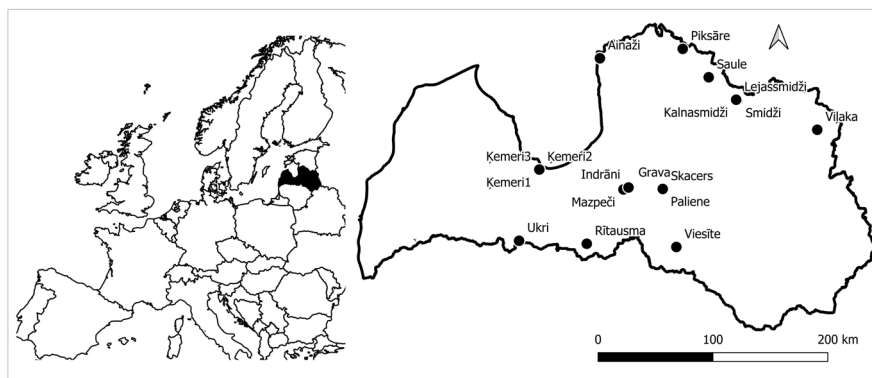 Ainaži
Piksāre
Saule
Lejassmidži
Kalnasmidži
Smidži
Viļaka
Ķemeri3
Ķemeri2
Ķemeri1
Indrāni
Grava
Skacers
Mazpeči
Paliene
Ukri
Rītausma
Viesīte
0
100
200 km